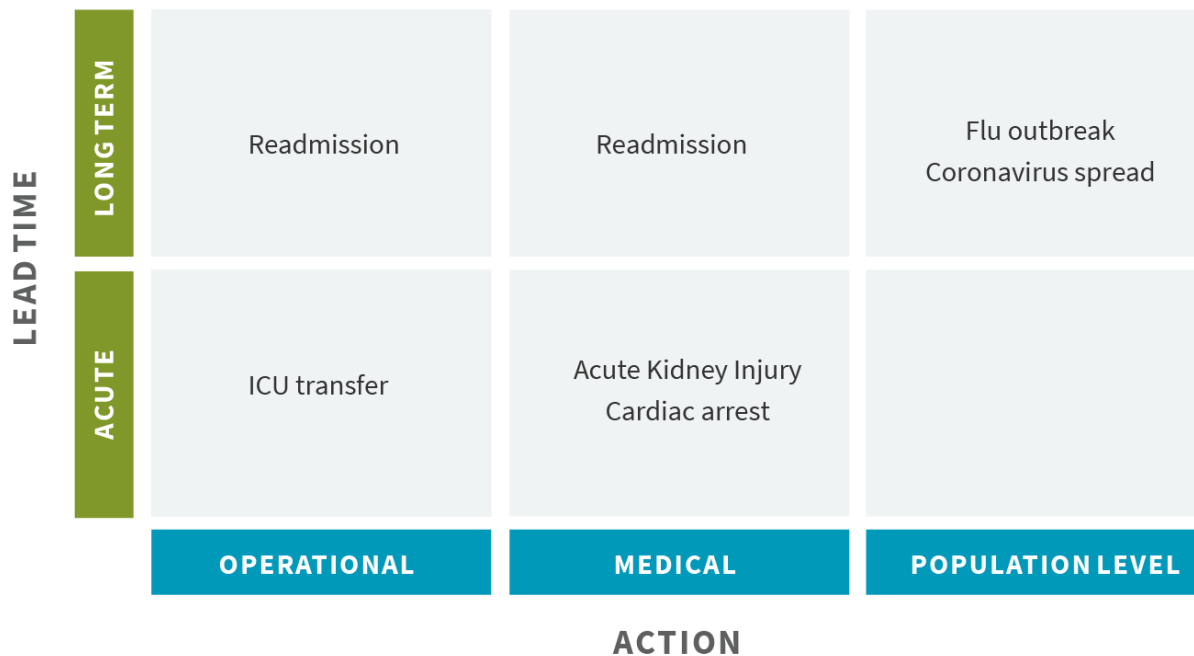 LEAD TIME
LONG TERM
Readmission
Readmission
Flu outbreak
Coronavirus spread
ACUTE
ICU transfer
Acute Kidney Injury
Cardiac arrest
OPERATIONAL
MEDICAL
POPULATION LEVEL
ACTION